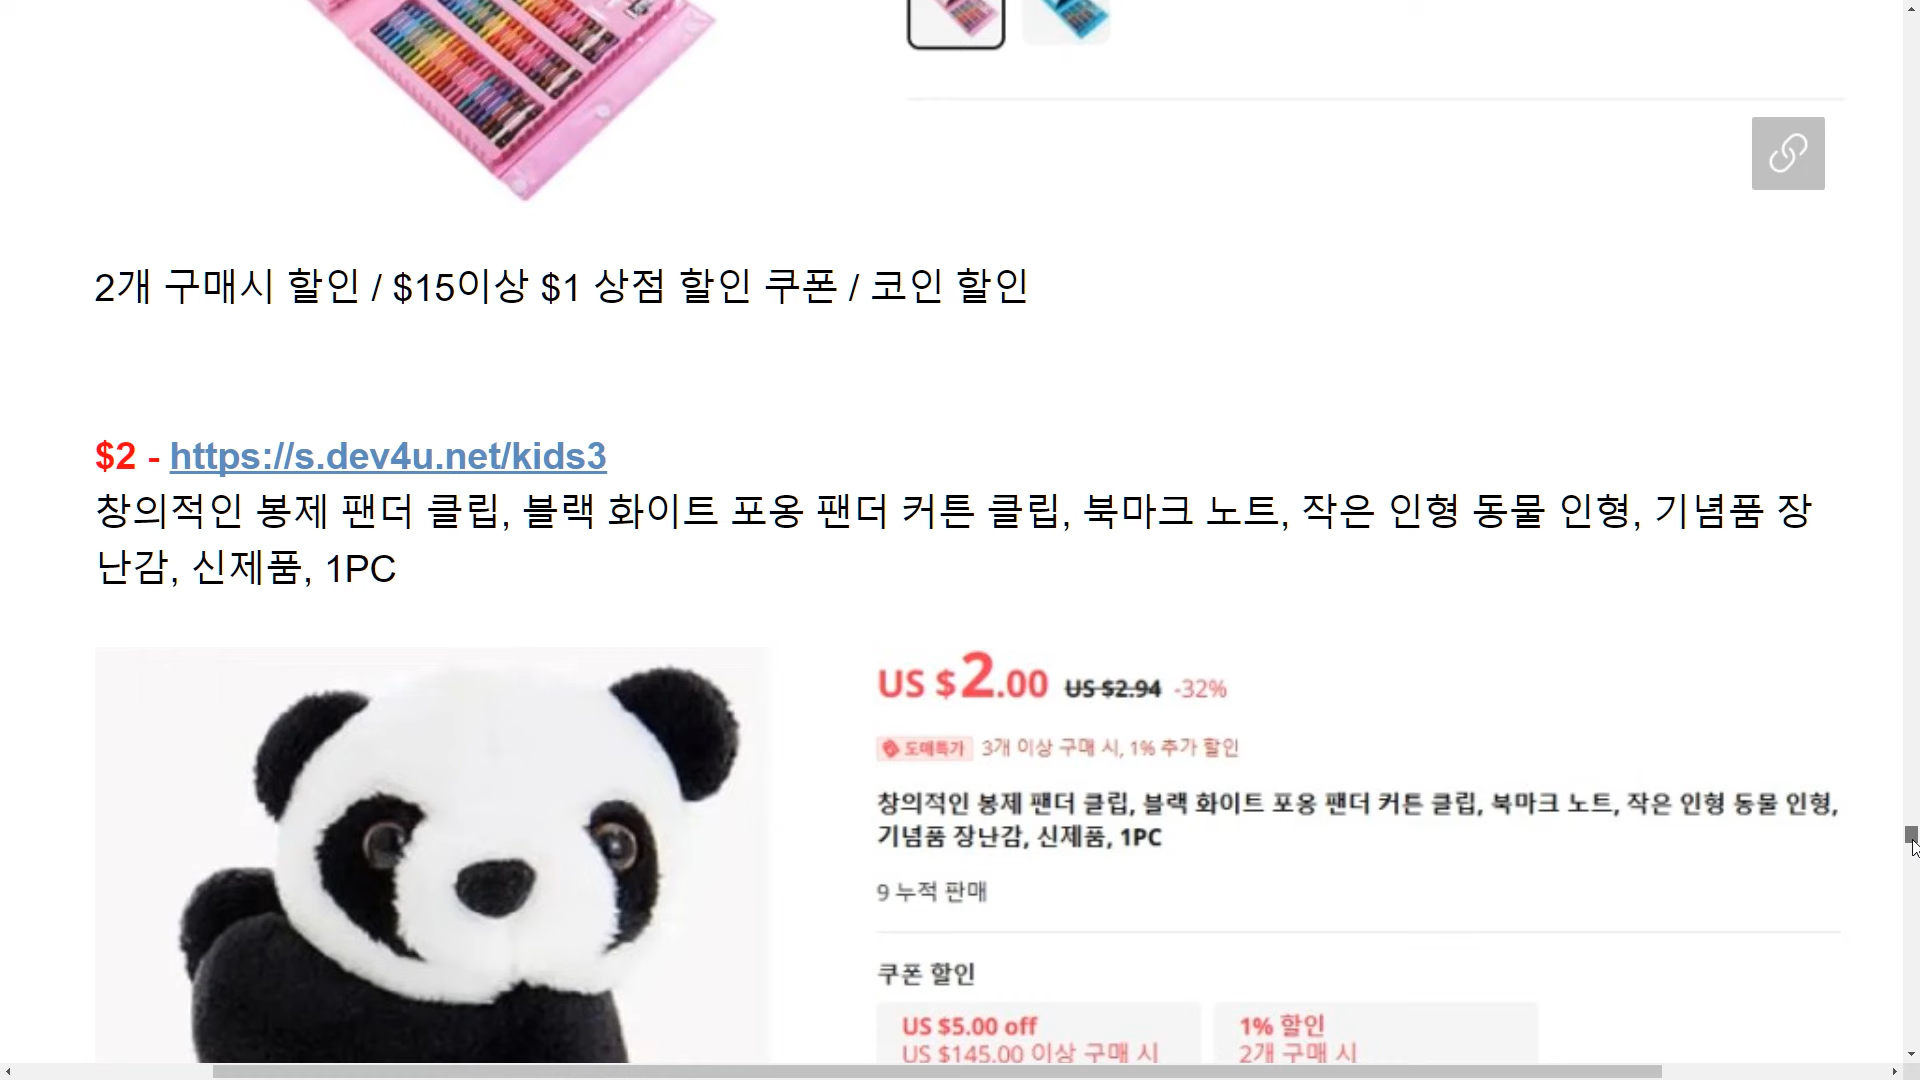 2개 구매시 할인 / $15이상 $1 상점 할인 쿠폰 / 코인 할인
$2 - https://s.dev4u.net/kids3
창의적인 봉제 팬더 클립, 블랙 화이트 포옹 팬더 커튼 클립, 북마크 노트, 작은 인형 동물 인형, 기념품 장
난감, 신제품, 1PC
US $2.00 US $2.94 -32%
도매특가 3개 이상 구매 시, 1% 추가 할인
창의적인 봉제 팬더 클립, 블랙 화이트 포옹 팬더 커튼 클립, 북마크 노트, 작은 인형 동물 인형,
기념품 장난감, 신제품, 1PC
9 누적 판매
쿠폰 할인
US $5.00 off
US $145.00 이상 구매 시
1% 할인
2개 구매 시